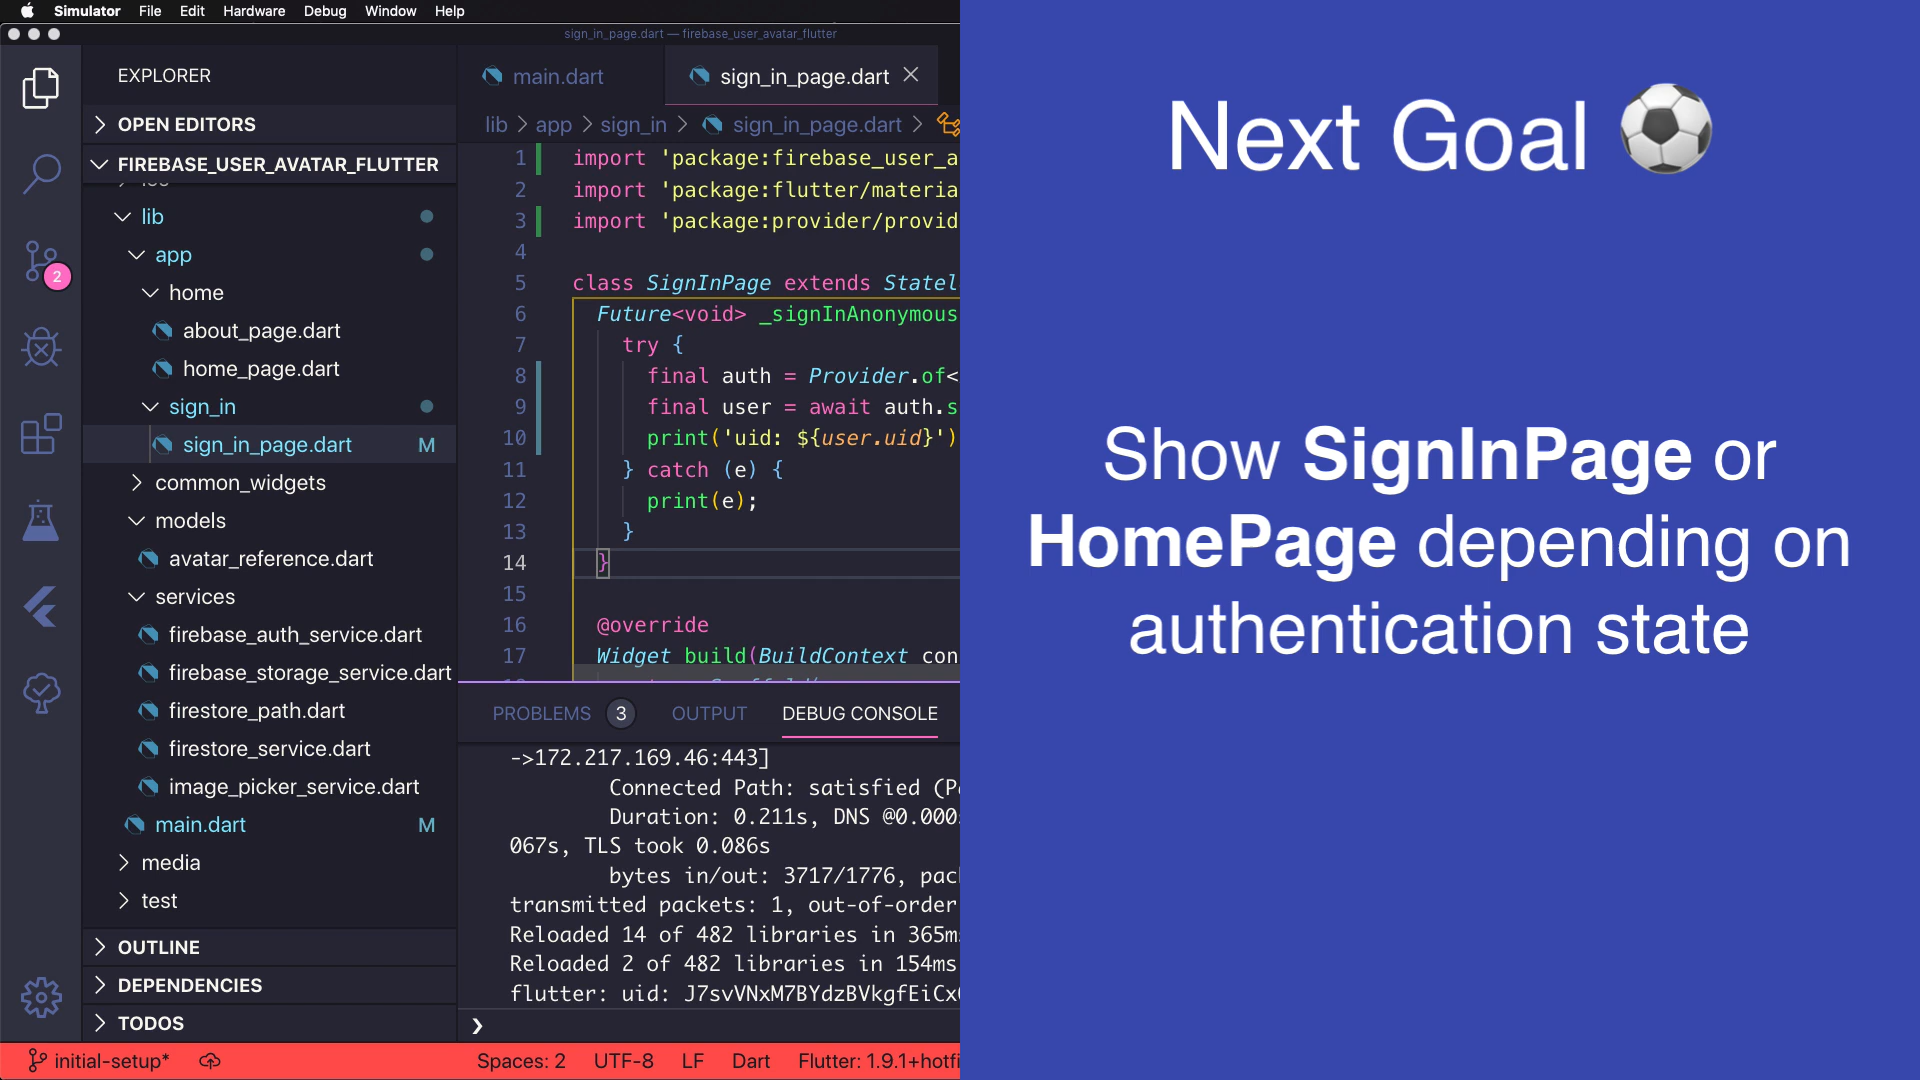 Simulator File Edit Hardware Debug Window Help
sign_in_page.dart — firebase_user_avatar_flutter
EXPLORER
OPEN EDITORS
FIREBASE_USER_AVATAR_FLUTTER
lib
app
home
about_page.dart
home_page.dart
sign_in
sign_in_page.dart M
common_widgets
models
avatar_reference.dart
services
firebase_auth_service.dart
firebase_storage_service.dart
firestore_path.dart
firestore_service.dart
image_picker_service.dart
main.dart M
media
test
OUTLINE
DEPENDENCIES
TODOS
2
main.dart
sign_in_page.dart
lib > app > sign_in > sign_in_page.dart >
1 import 'package:firebase_user_a
2 import 'package:flutter/materia
3 import 'package:provider/provid
4
5 class SignInPage extends Statel
6 Future<void> _signInAnonymous
7 try {
8 final auth = Provider.of<
9 final user = await auth.s
10 print('uid: ${user.uid}')
11 } catch (e) {
12 print(e);
13 }
14 }
15
16 @override
17 Widget build(BuildContext con
PROBLEMS 3 OUTPUT DEBUG CONSOLE
->172.217.169.46:443]
Connected Path: satisfied (P
Duration: 0.211s, DNS @0.000
067s, TLS took 0.086s
bytes in/out: 3717/1776, pac
transmitted packets: 1, out-of-order
Reloaded 14 of 482 libraries in 365m
Reloaded 2 of 482 libraries in 154ms
flutter: uid: J7svVNxM7BYdzBVkgfEiCx
❯
initial-setup* Spaces: 2 UTF-8 LF Dart Flutter: 1.9.1+hotfi
Next Goal ⚽
Show SignInPage or
HomePage depending on
authentication state